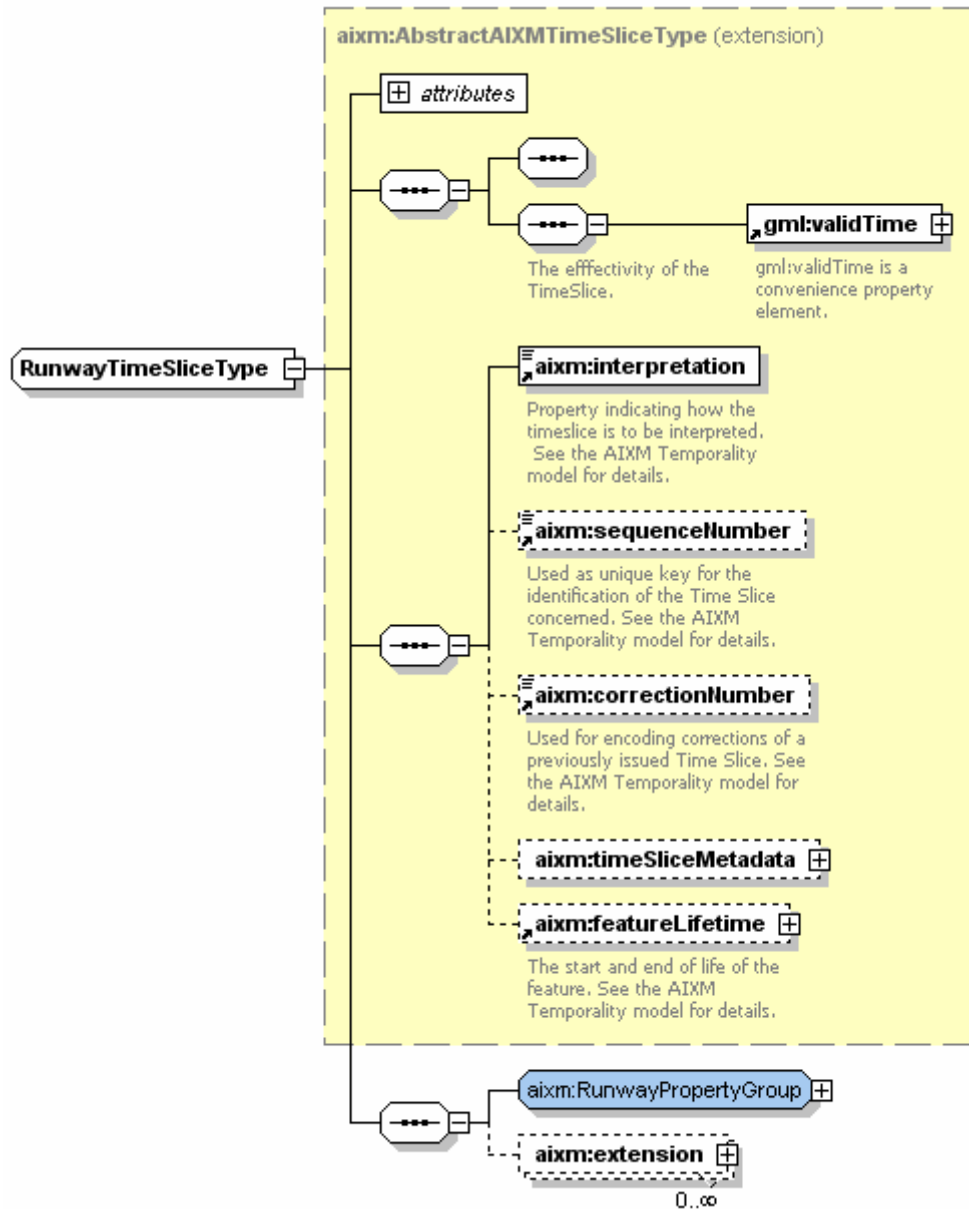 aixm:AbstractAIXMTimeSliceType (extension)
attributes
gml:validTime
The efffectivity of the
TimeSlice.
gml:validTime is a
convenience property
element.
RunwayTimeSliceType
aixm:interpretation
Property indicating how the
timeslice is to be interpreted.
See the AIXM Temporality
model for details.
aixm:sequenceNumber
Used as unique key for the
identification of the Time Slice
concerned. See the AIXM
Temporality model for details.
aixm:correctionNumber
Used for encoding corrections of a
previously issued Time Slice. See
the AIXM Temporality model for
details.
aixm:timeSliceMetadata
aixm:featureLifetime
The start and end of life of the
feature. See the AIXM
Temporality model for details.
aixm:RunwayPropertyGroup
aixm:extension
0..∞